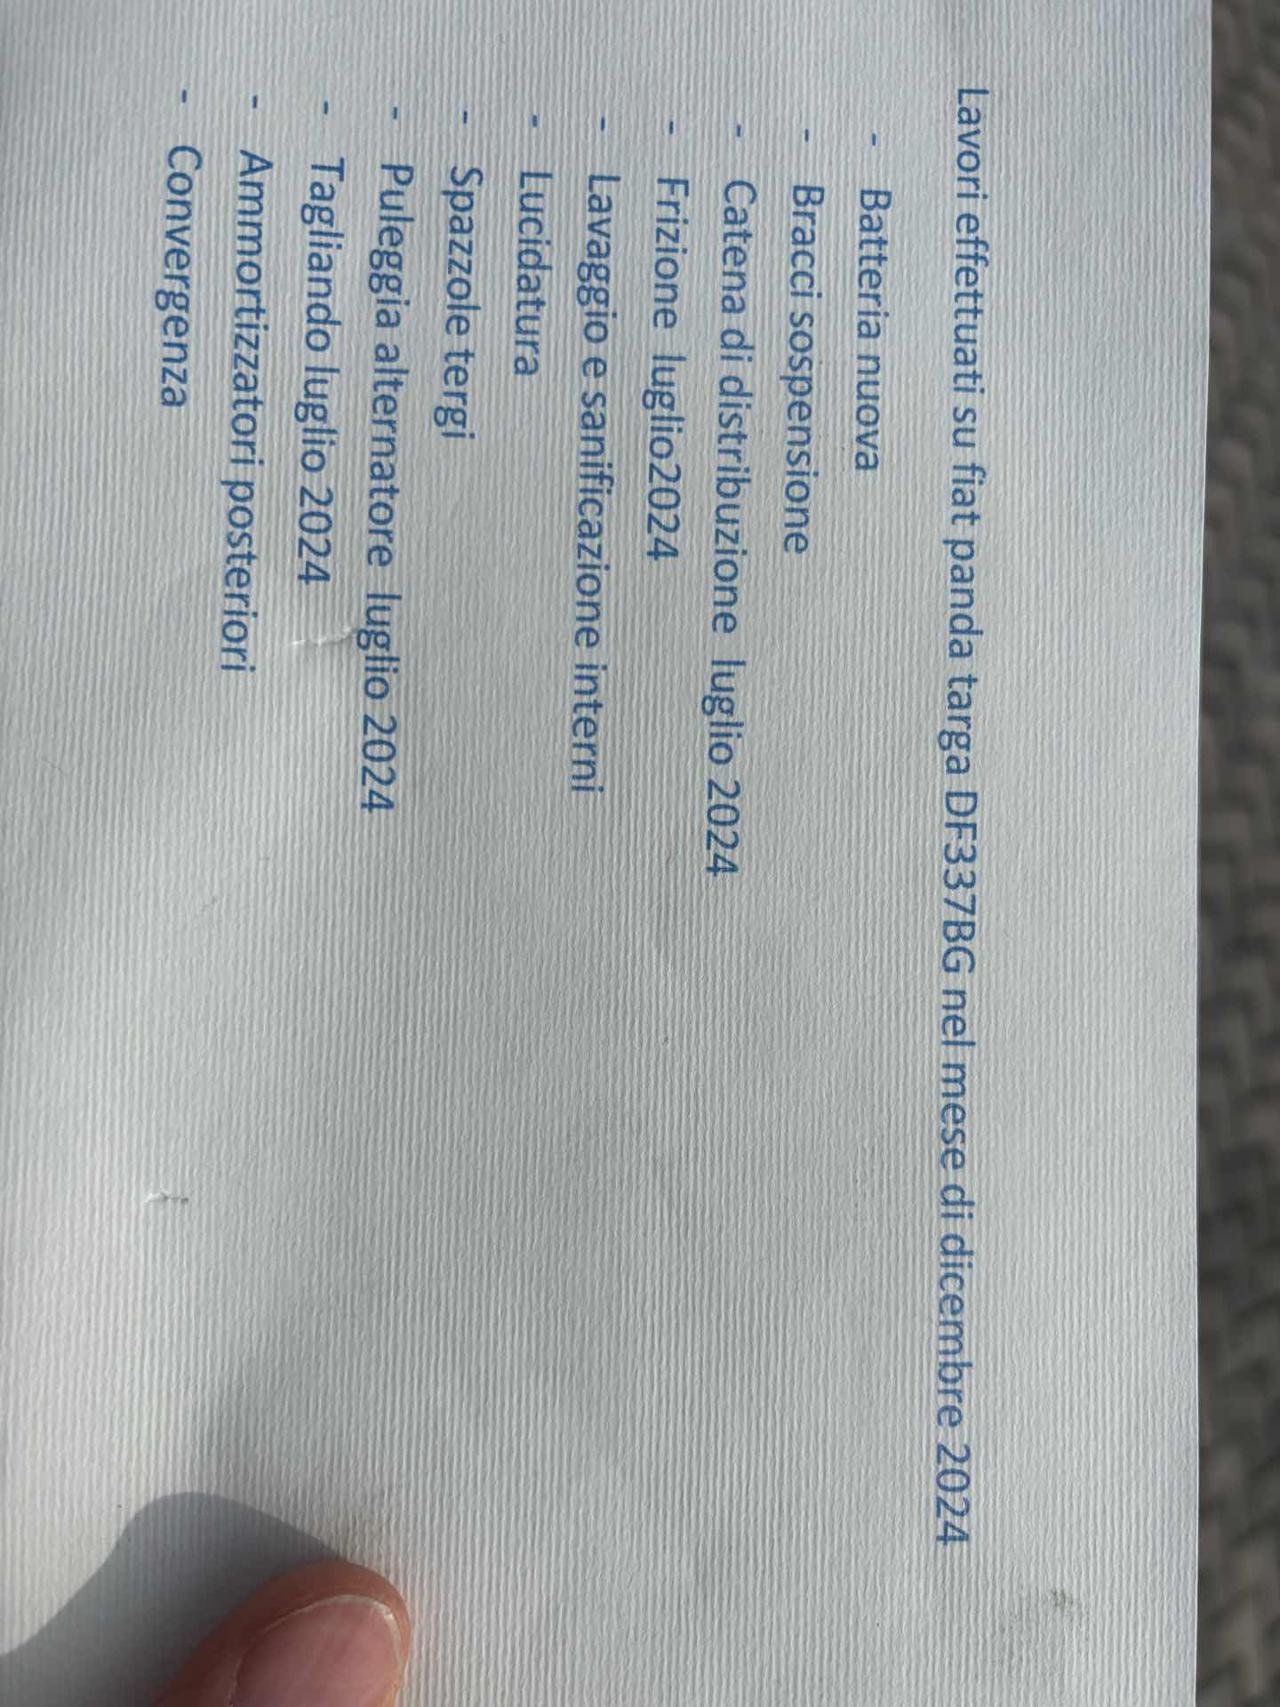 Lavori effettuati su fiat panda targa DF337BG nel mese di dicembre 2024
- Batteria nuova
- Bracci sospensione
- Catena di distribuzione luglio 2024
- Frizione luglio2024
- Lavaggio e sanificazione interni
- Lucidatura
- Spazzole tergi
- Puleggia alternatore luglio 2024
- Tagliando luglio 2024
- Ammortizzatori posteriori
- Convergenza